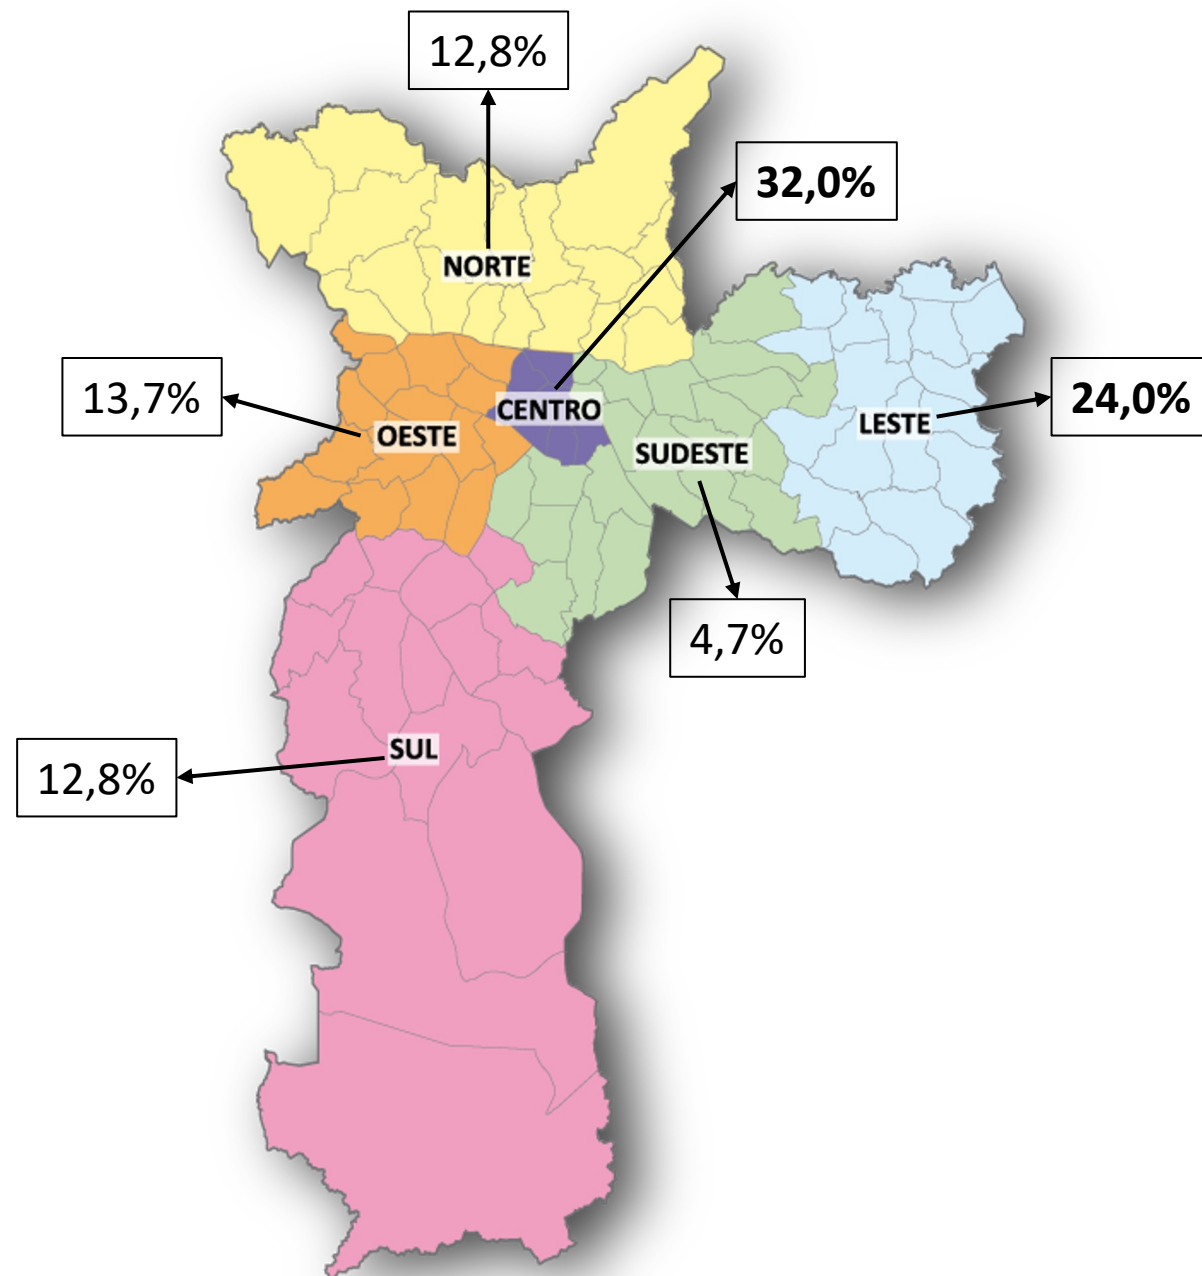 12,8%
32,0%
NORTE
13,7%
24,0%
CENTRO
LESTE
OESTE
SUDESTE
4,7%
SUL
12,8%